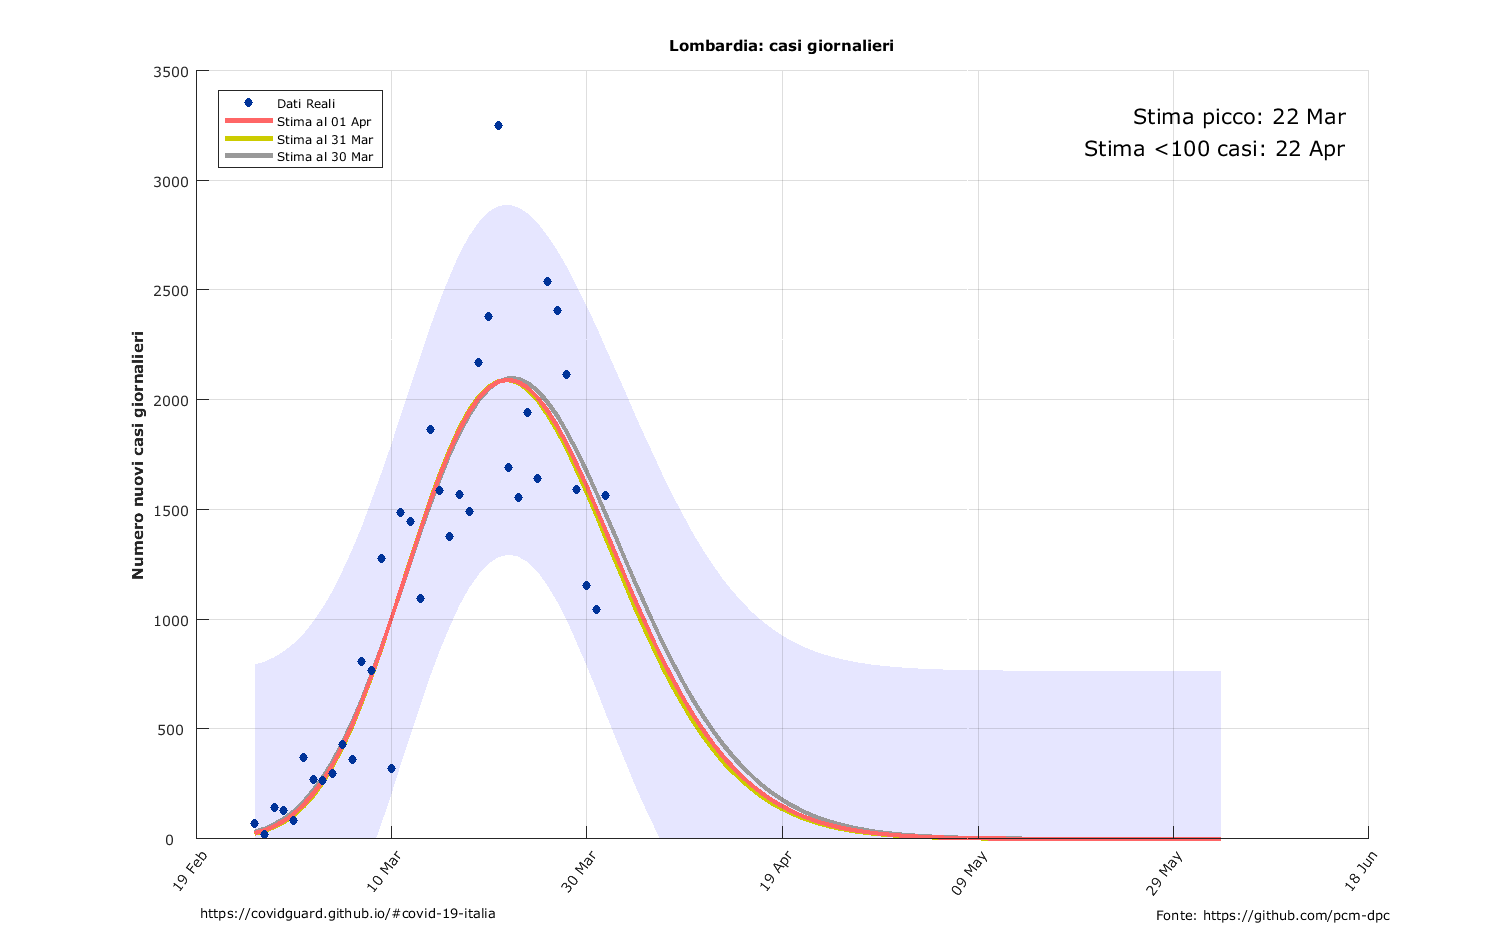 Lombardia: casi giornalieri
3500
3000
2500
2000
1500
1000
500
0
Numero nuovi casi giornalieri
Dati Reali
Stima al 01 Apr
Stima al 31 Mar
Stima al 30 Mar
Stima picco: 22 Mar
Stima <100 casi: 22 Apr
19 Feb
10 Mar
30 Mar
19 Apr
09 May
29 May
18 Jun
https://covidguard.github.io/#covid-19-italia
Fonte: https://github.com/pcm-dpc